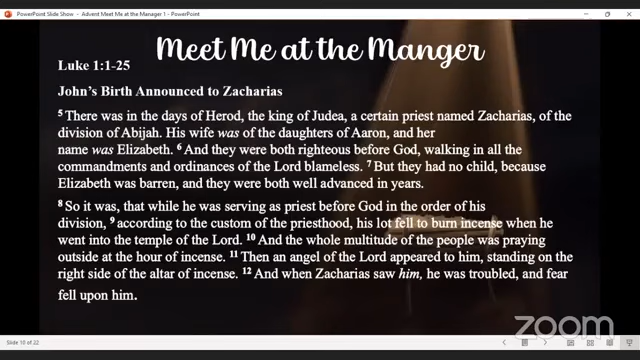 PowerPoint Slide Show - Advent Meet Me at the Manager 1 - PowerPoint
Meet Me at the Manger
Luke 1:1-25
John's Birth Announced to Zacharias
5 There was in the days of Herod, the king of Judea, a certain priest named Zacharias, of the
division of Abijah. His wife was of the daughters of Aaron, and her
name was Elizabeth. 6 And they were both righteous before God, walking in all the
commandments and ordinances of the Lord blameless. 7 But they had no child, because
Elizabeth was barren, and they were both well advanced in years.
8 So it was, that while he was serving as priest before God in the order of his
division, 9 according to the custom of the priesthood, his lot fell to burn incense when he
went into the temple of the Lord. 10 And the whole multitude of the people was praying
outside at the hour of incense. 11 Then an angel of the Lord appeared to him, standing on the
right side of the altar of incense. 12 And when Zacharias saw him, he was troubled, and fear
fell upon him.
zoom
Slide 10 of 22